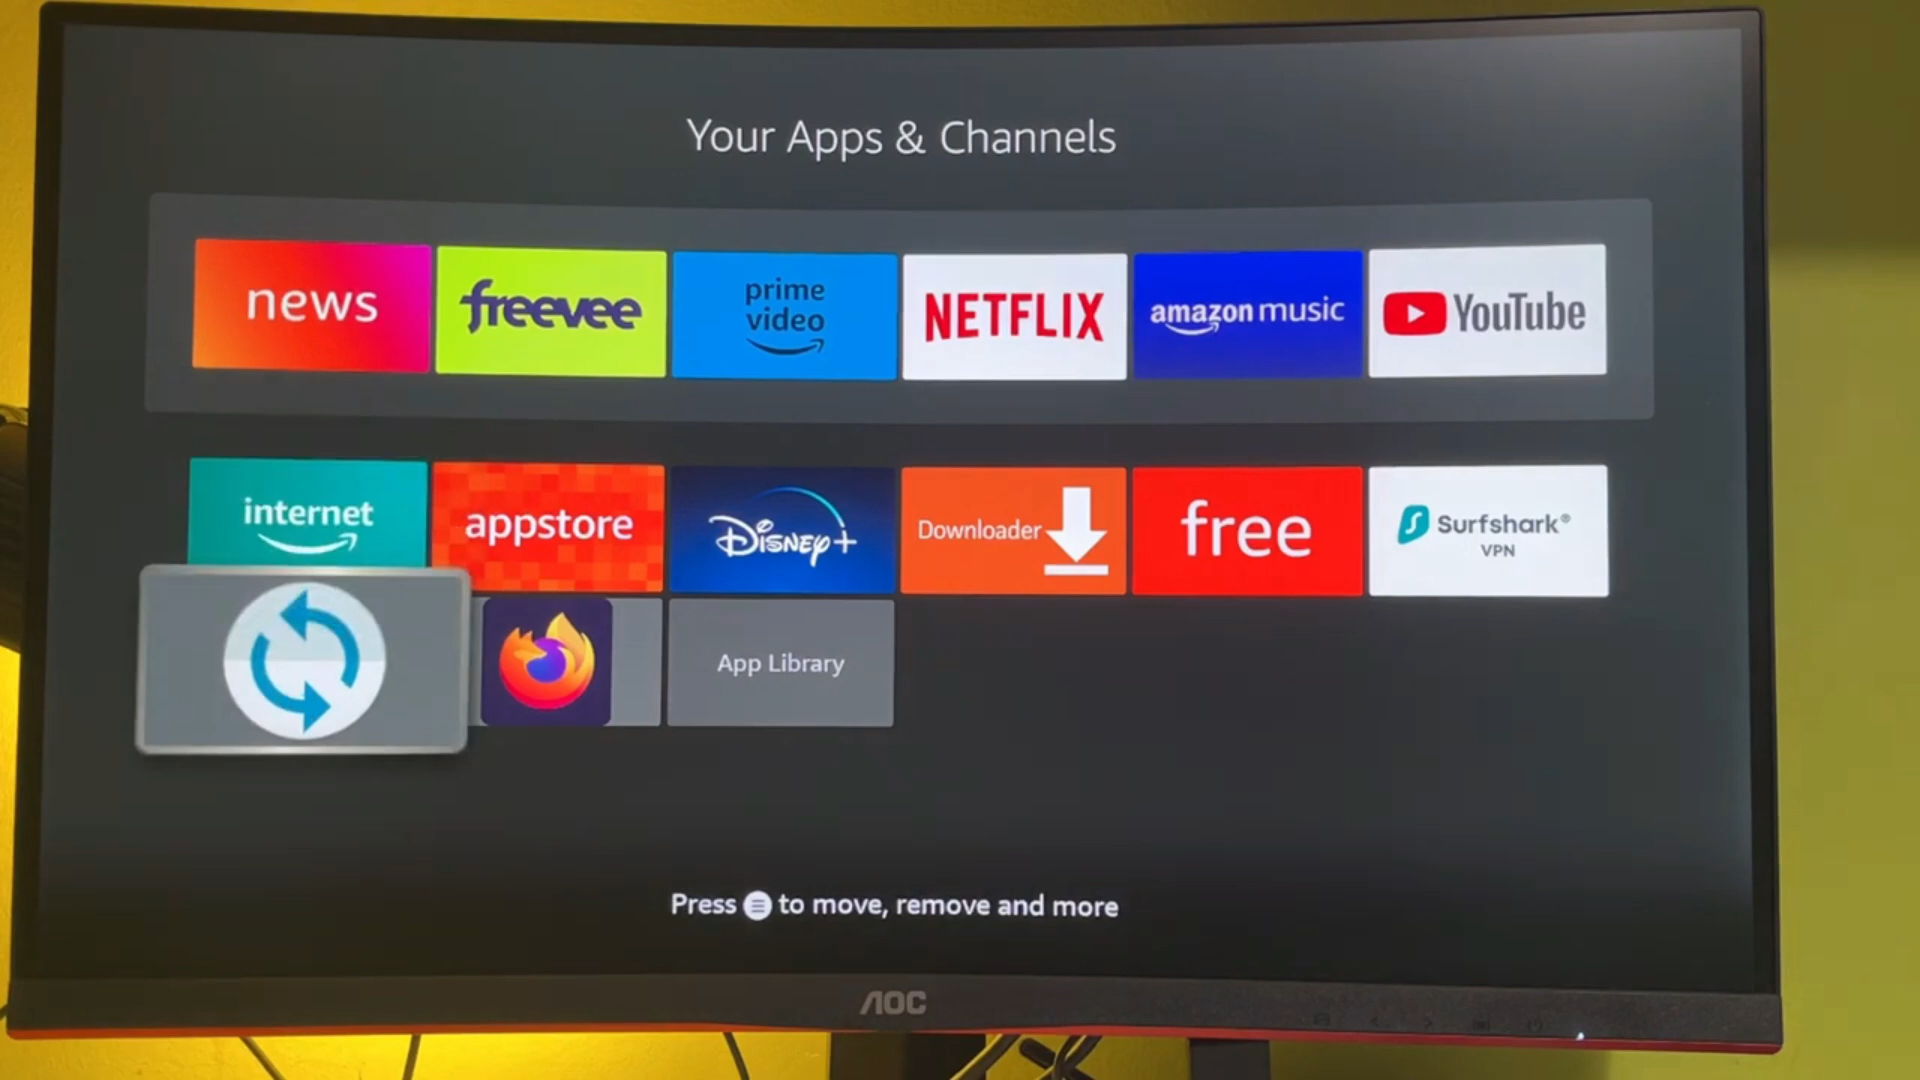 Your Apps & Channels
news
freevee
prime
video
NETFLIX
amazon music
YouTube
internet
appstore
Disney+
Downloader
free
Surfshark®
VPN
App Library
Press to move, remove and more
AOC